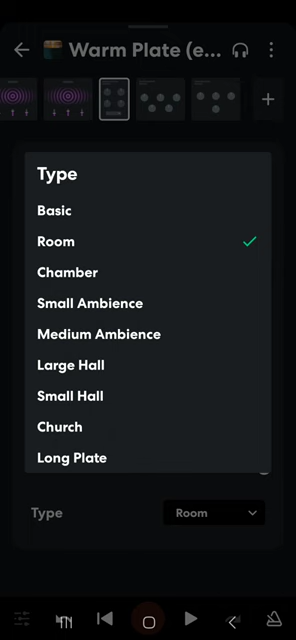 Warm Plate (e...
Type
Basic
Room
Chamber
Small Ambience
Medium Ambience
Large Hall
Small Hall
Church
Long Plate
Type
Room